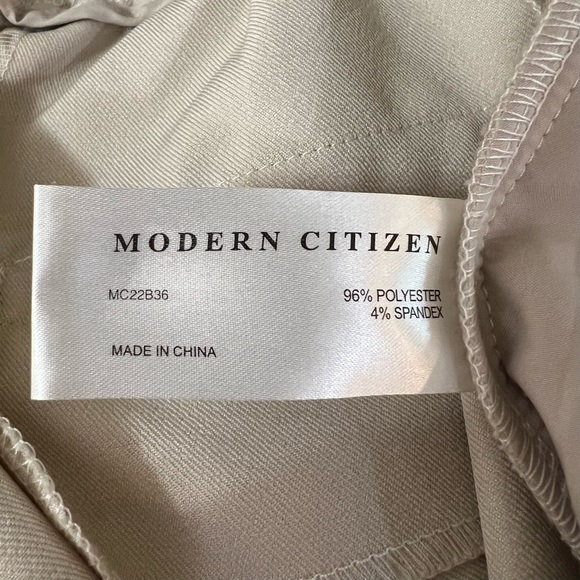 MODERN CITIZEN
MC22B36
96% POLYESTER
4% SPANDEX
MADE IN CHINA